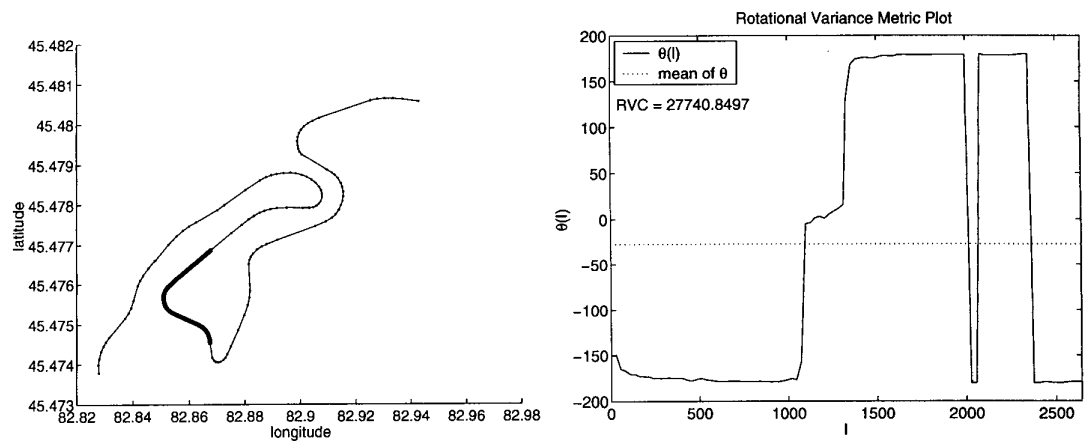 45.482
45.481
45.48
45.479
45.478
45.477
45.476
45.475
45.474
45.473
latitude
82.82 82.84 82.86 82.88 82.9 82.92 82.94 82.96 82.98
longitude
Rotational Variance Metric Plot
200
150
100
50
0
−50
−100
−150
−200
θ(l)
θ(l)
mean of θ
RVC = 27740.8497
0 500 1000 1500 2000 2500
l